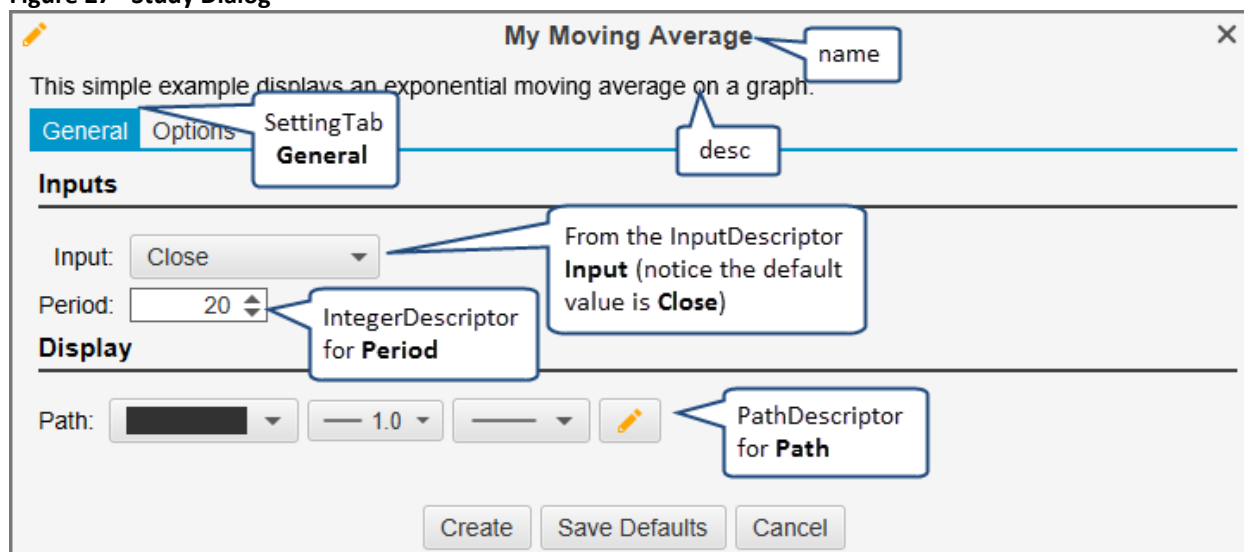 Figure 27 - Study Dialog
My Moving Average
name
This simple example displays an exponential moving average on a graph.
desc
General Options
SettingTab
General
Inputs
Input: Close
From the InputDescriptor
Input (notice the default
value is Close)
Period: 20
IntegerDescriptor
for Period
Display
Path: 1.0
PathDescriptor
for Path
Create Save Defaults Cancel